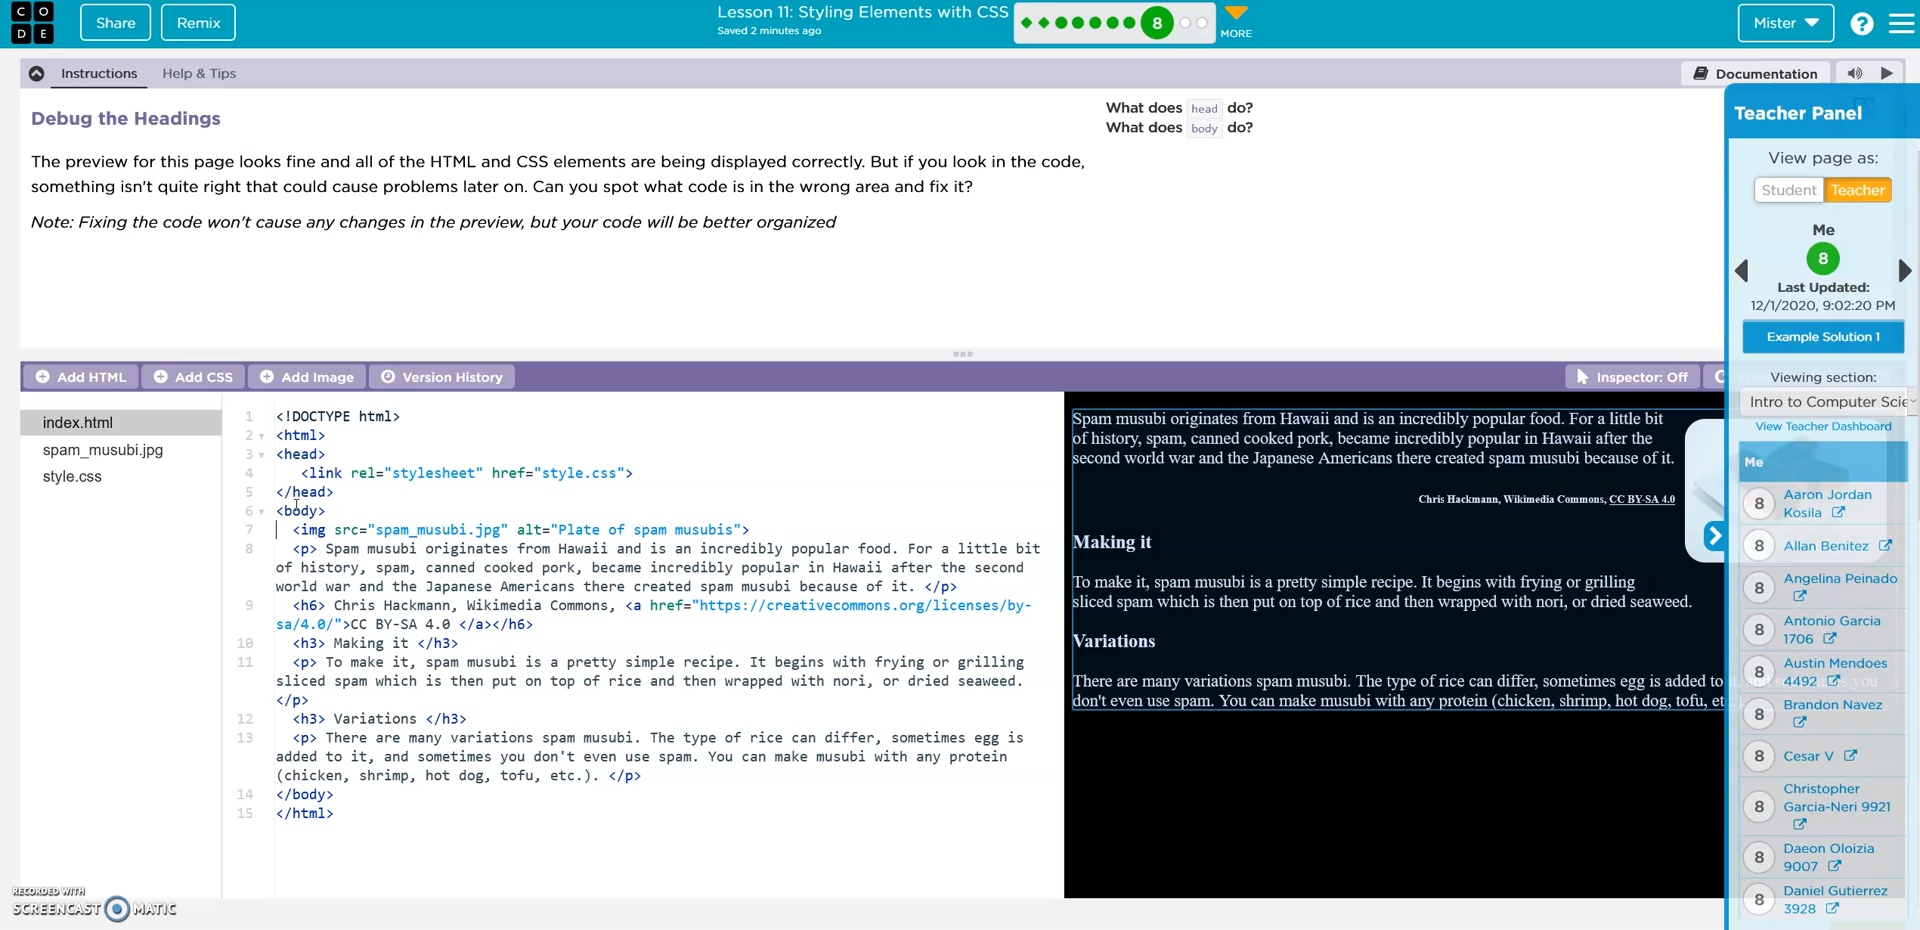 CODE
Share
Remix
Lesson 11: Styling Elements with CSS
Saved 2 minutes ago
8
MORE
Mister
?
Instructions
Help & Tips
Documentation
Debug the Headings
The preview for this page looks fine and all of the HTML and CSS elements are being displayed correctly. But if you look in the code,
something isn't quite right that could cause problems later on. Can you spot what code is in the wrong area and fix it?
Note: Fixing the code won't cause any changes in the preview, but your code will be better organized
What does head do?
What does body do?
Add HTML
Add CSS
Add Image
Version History
Inspector: Off
index.html
spam_musubi.jpg
style.css
1 <!DOCTYPE html>
2 <html>
3 <head>
4 <link rel="stylesheet" href="style.css">
5 </head>
6 <body>
7 <img src="spam_musubi.jpg" alt="Plate of spam musubis">
8 <p> Spam musubi originates from Hawaii and is an incredibly popular food. For a little bit
of history, spam, canned cooked pork, became incredibly popular in Hawaii after the second
world war and the Japanese Americans there created spam musubi because of it. </p>
9 <h6> Chris Hackmann, Wikimedia Commons, <a href="https://creativecommons.org/licenses/by-
sa/4.0/">CC BY-SA 4.0 </a></h6>
10 <h3> Making it </h3>
11 <p> To make it, spam musubi is a pretty simple recipe. It begins with frying or grilling
sliced spam which is then put on top of rice and then wrapped with nori, or dried seaweed.
</p>
12 <h3> Variations </h3>
13 <p> There are many variations spam musubi. The type of rice can differ, sometimes egg is
added to it, and sometimes you don't even use spam. You can make musubi with any protein
(chicken, shrimp, hot dog, tofu, etc.). </p>
14 </body>
15 </html>
Spam musubi originates from Hawaii and is an incredibly popular food. For a little bit
of history, spam, canned cooked pork, became incredibly popular in Hawaii after the
second world war and the Japanese Americans there created spam musubi because of it.
Chris Hackmann, Wikimedia Commons, CC BY-SA 4.0
Making it
To make it, spam musubi is a pretty simple recipe. It begins with frying or grilling
sliced spam which is then put on top of rice and then wrapped with nori, or dried seaweed.
Variations
There are many variations spam musubi. The type of rice can differ, sometimes egg is added to
don't even use spam. You can make musubi with any protein (chicken, shrimp, hot dog, tofu, et
Teacher Panel
View page as:
Student
Teacher
Me
8
Last Updated:
12/1/2020, 9:02:20 PM
Example Solution 1
Viewing section:
Intro to Computer Scie
View Teacher Dashboard
Me
8 Aaron Jordan
Kosila
8 Allan Benitez
8 Angelina Peinado
8 Antonio Garcia
1706
8 Austin Mendoes
4492
8 Brandon Navez
8 Cesar V
8 Christopher
Garcia-Neri 9921
8 Daeon Oloizia
9007
8 Daniel Gutierrez
3928
RECORDED WITH
SCREENCAST MATIC